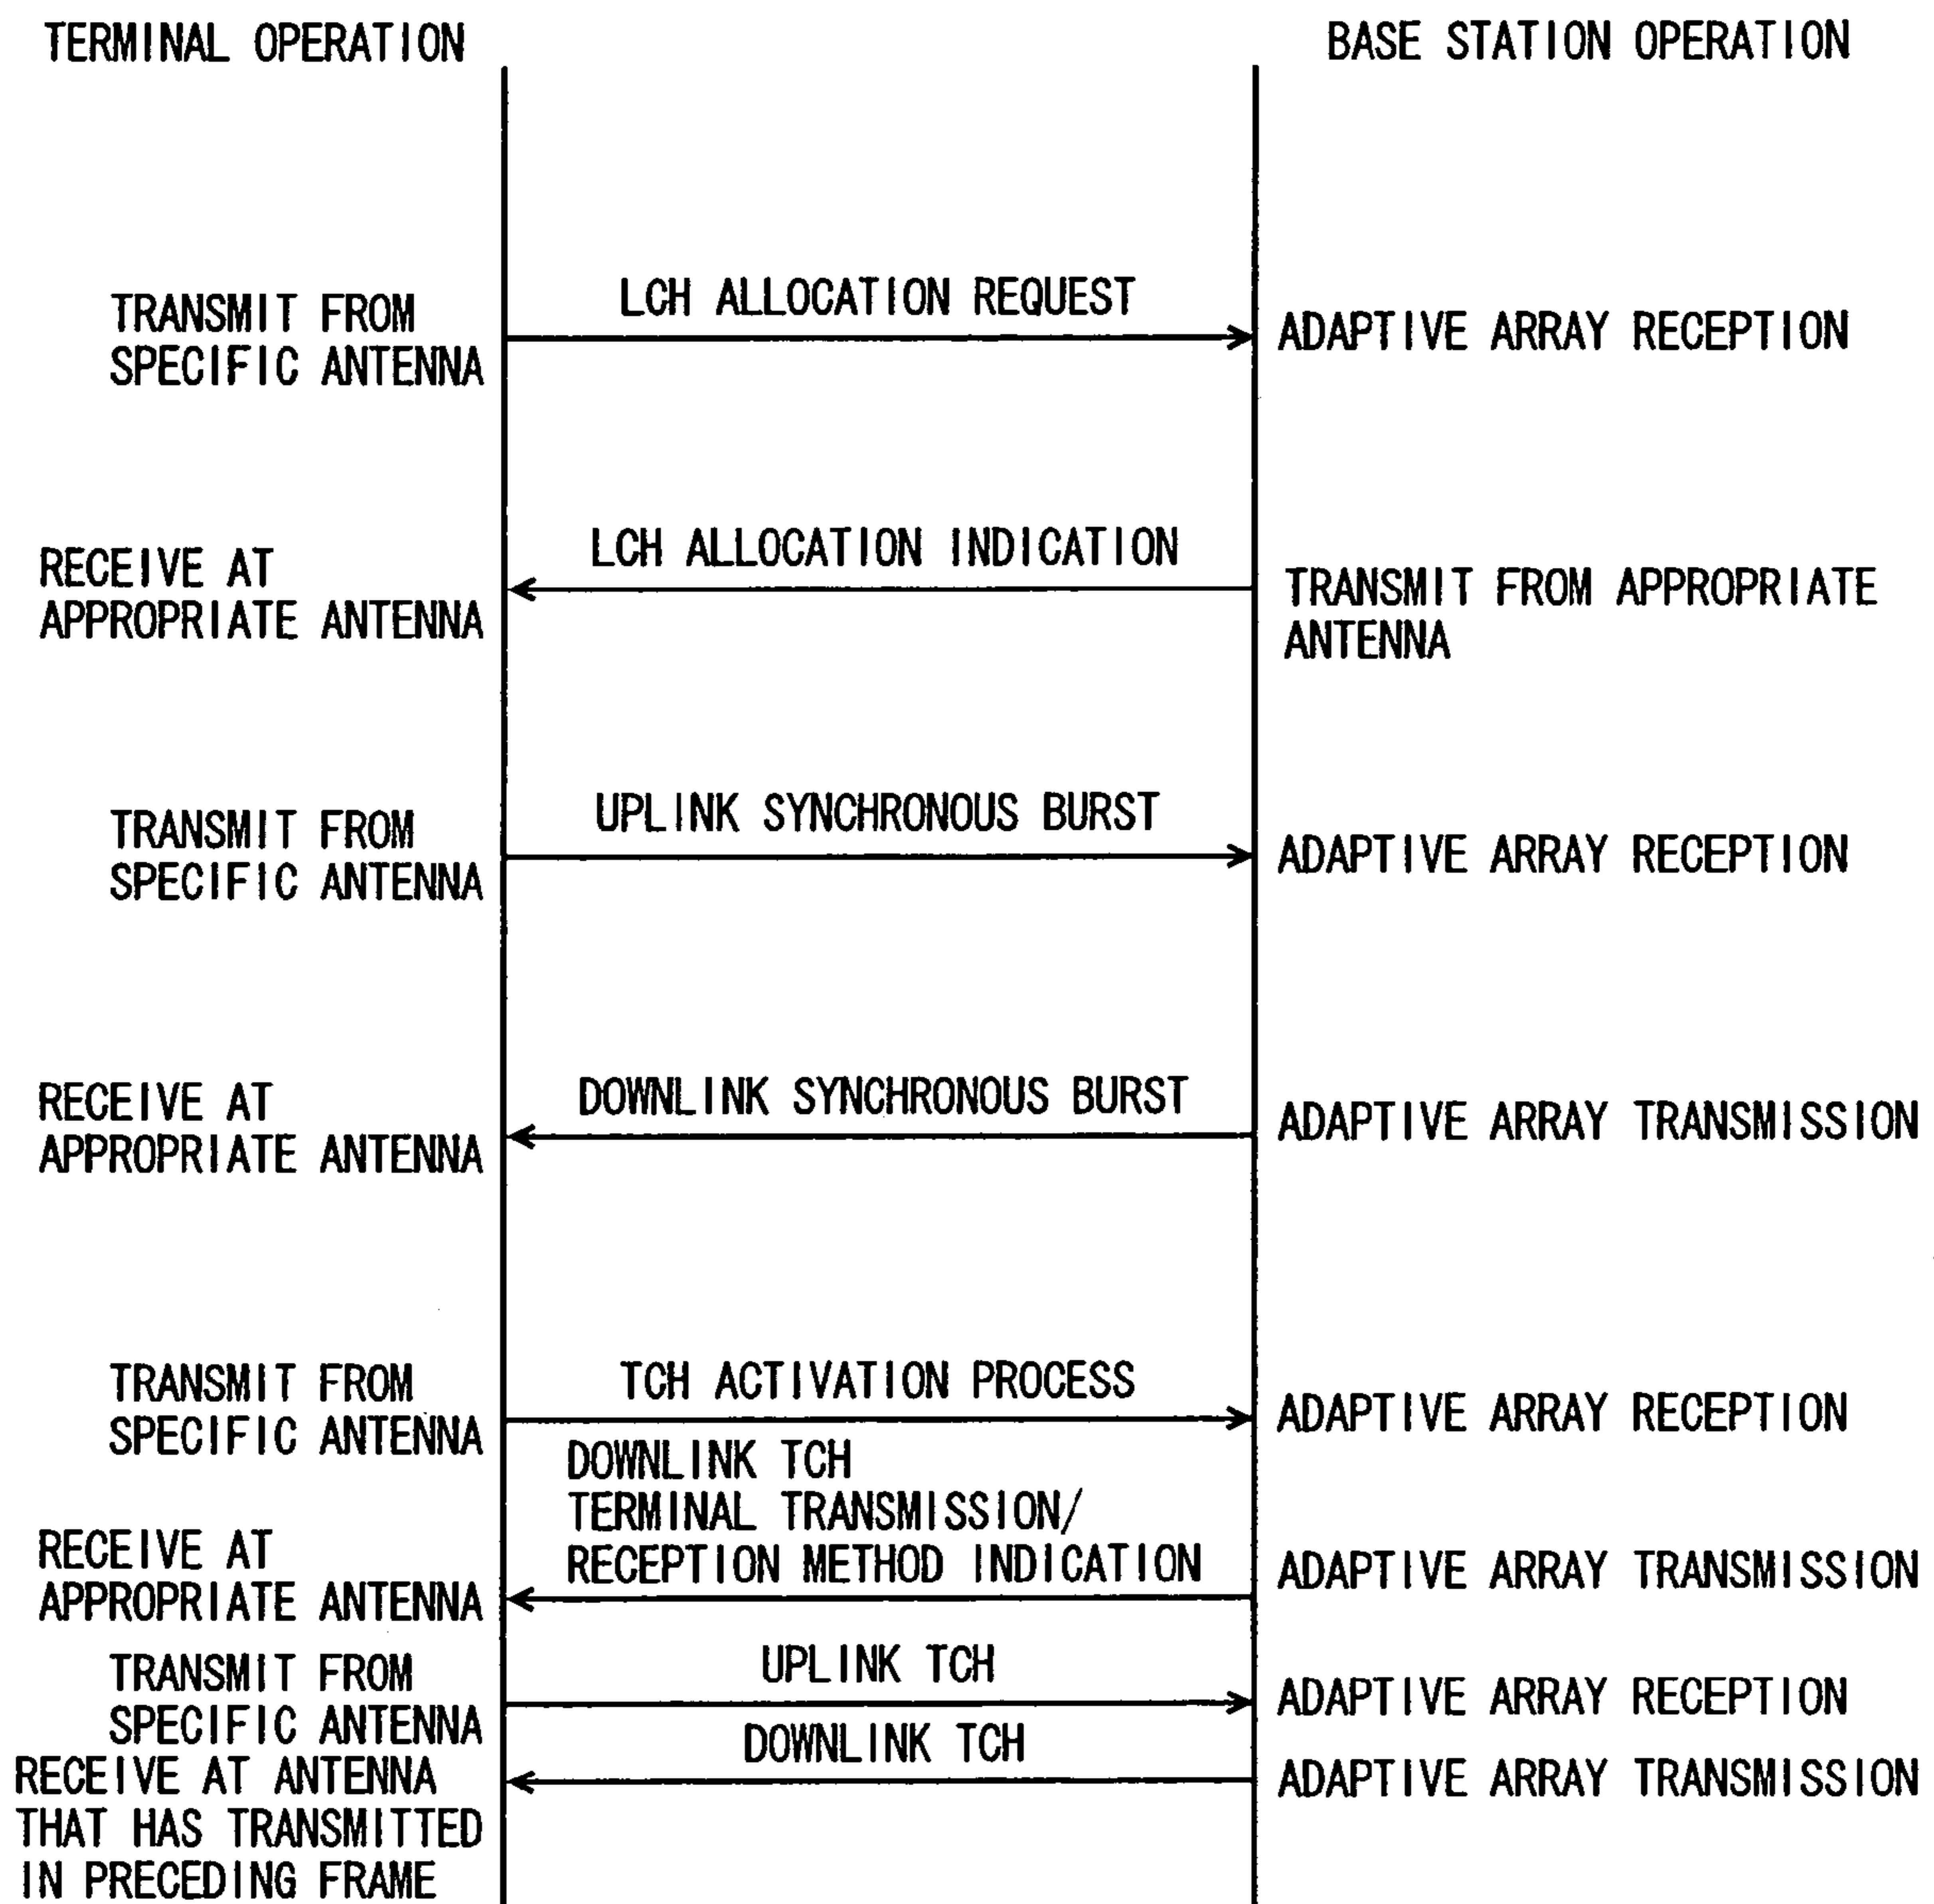 TERMINAL OPERATION
BASE STATION OPERATION
TRANSMIT FROM
SPECIFIC ANTENNA
LCH ALLOCATION REQUEST
ADAPTIVE ARRAY RECEPTION
RECEIVE AT
APPROPRIATE ANTENNA
LCH ALLOCATION INDICATION
TRANSMIT FROM APPROPRIATE
ANTENNA
TRANSMIT FROM
SPECIFIC ANTENNA
UPLINK SYNCHRONOUS BURST
ADAPTIVE ARRAY RECEPTION
RECEIVE AT
APPROPRIATE ANTENNA
DOWNLINK SYNCHRONOUS BURST
ADAPTIVE ARRAY TRANSMISSION
TRANSMIT FROM
SPECIFIC ANTENNA
TCH ACTIVATION PROCESS
ADAPTIVE ARRAY RECEPTION
RECEIVE AT
APPROPRIATE ANTENNA
DOWNLINK TCH
TERMINAL TRANSMISSION/
RECEPTION METHOD INDICATION
ADAPTIVE ARRAY TRANSMISSION
TRANSMIT FROM
SPECIFIC ANTENNA
UPLINK TCH
ADAPTIVE ARRAY RECEPTION
RECEIVE AT ANTENNA
THAT HAS TRANSMITTED
IN PRECEDING FRAME
DOWNLINK TCH
ADAPTIVE ARRAY TRANSMISSION